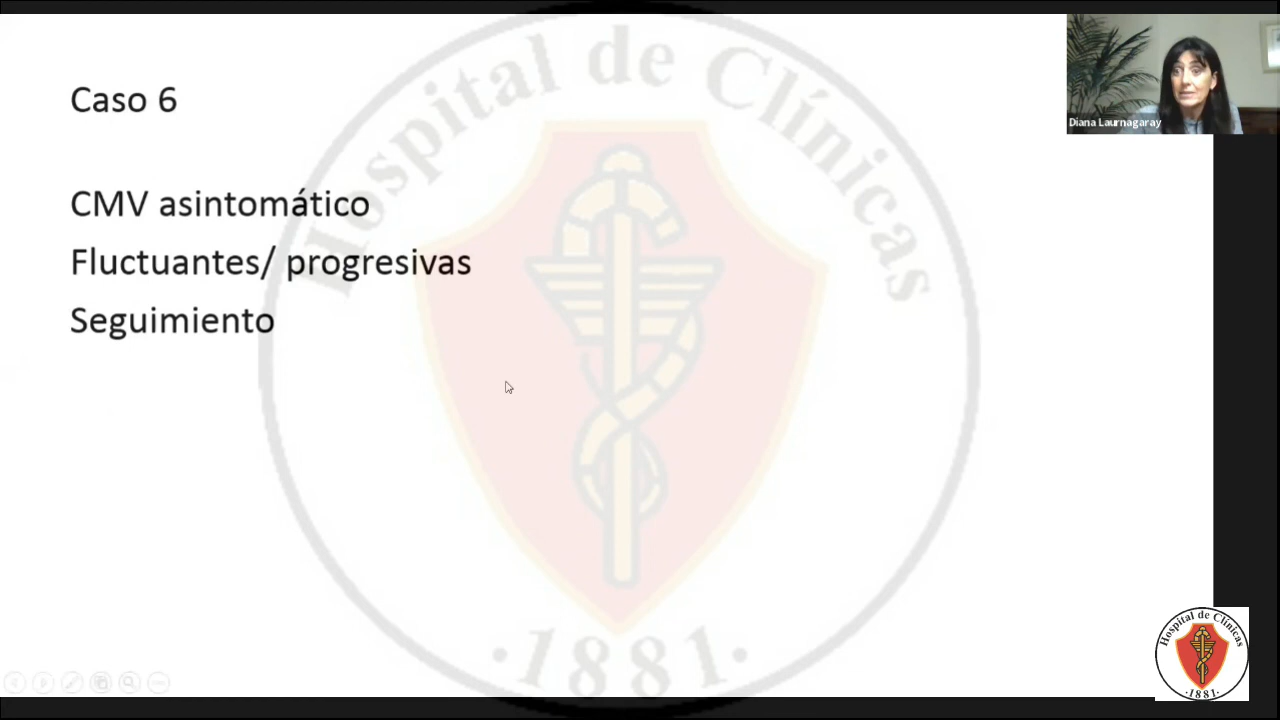 Caso 6
CMV asintomático
Fluctuantes/ progresivas
Seguimiento
Diana Laurnagaray
Hospital de Clínicas
·1881·
Hospital de Clínicas
·1881·